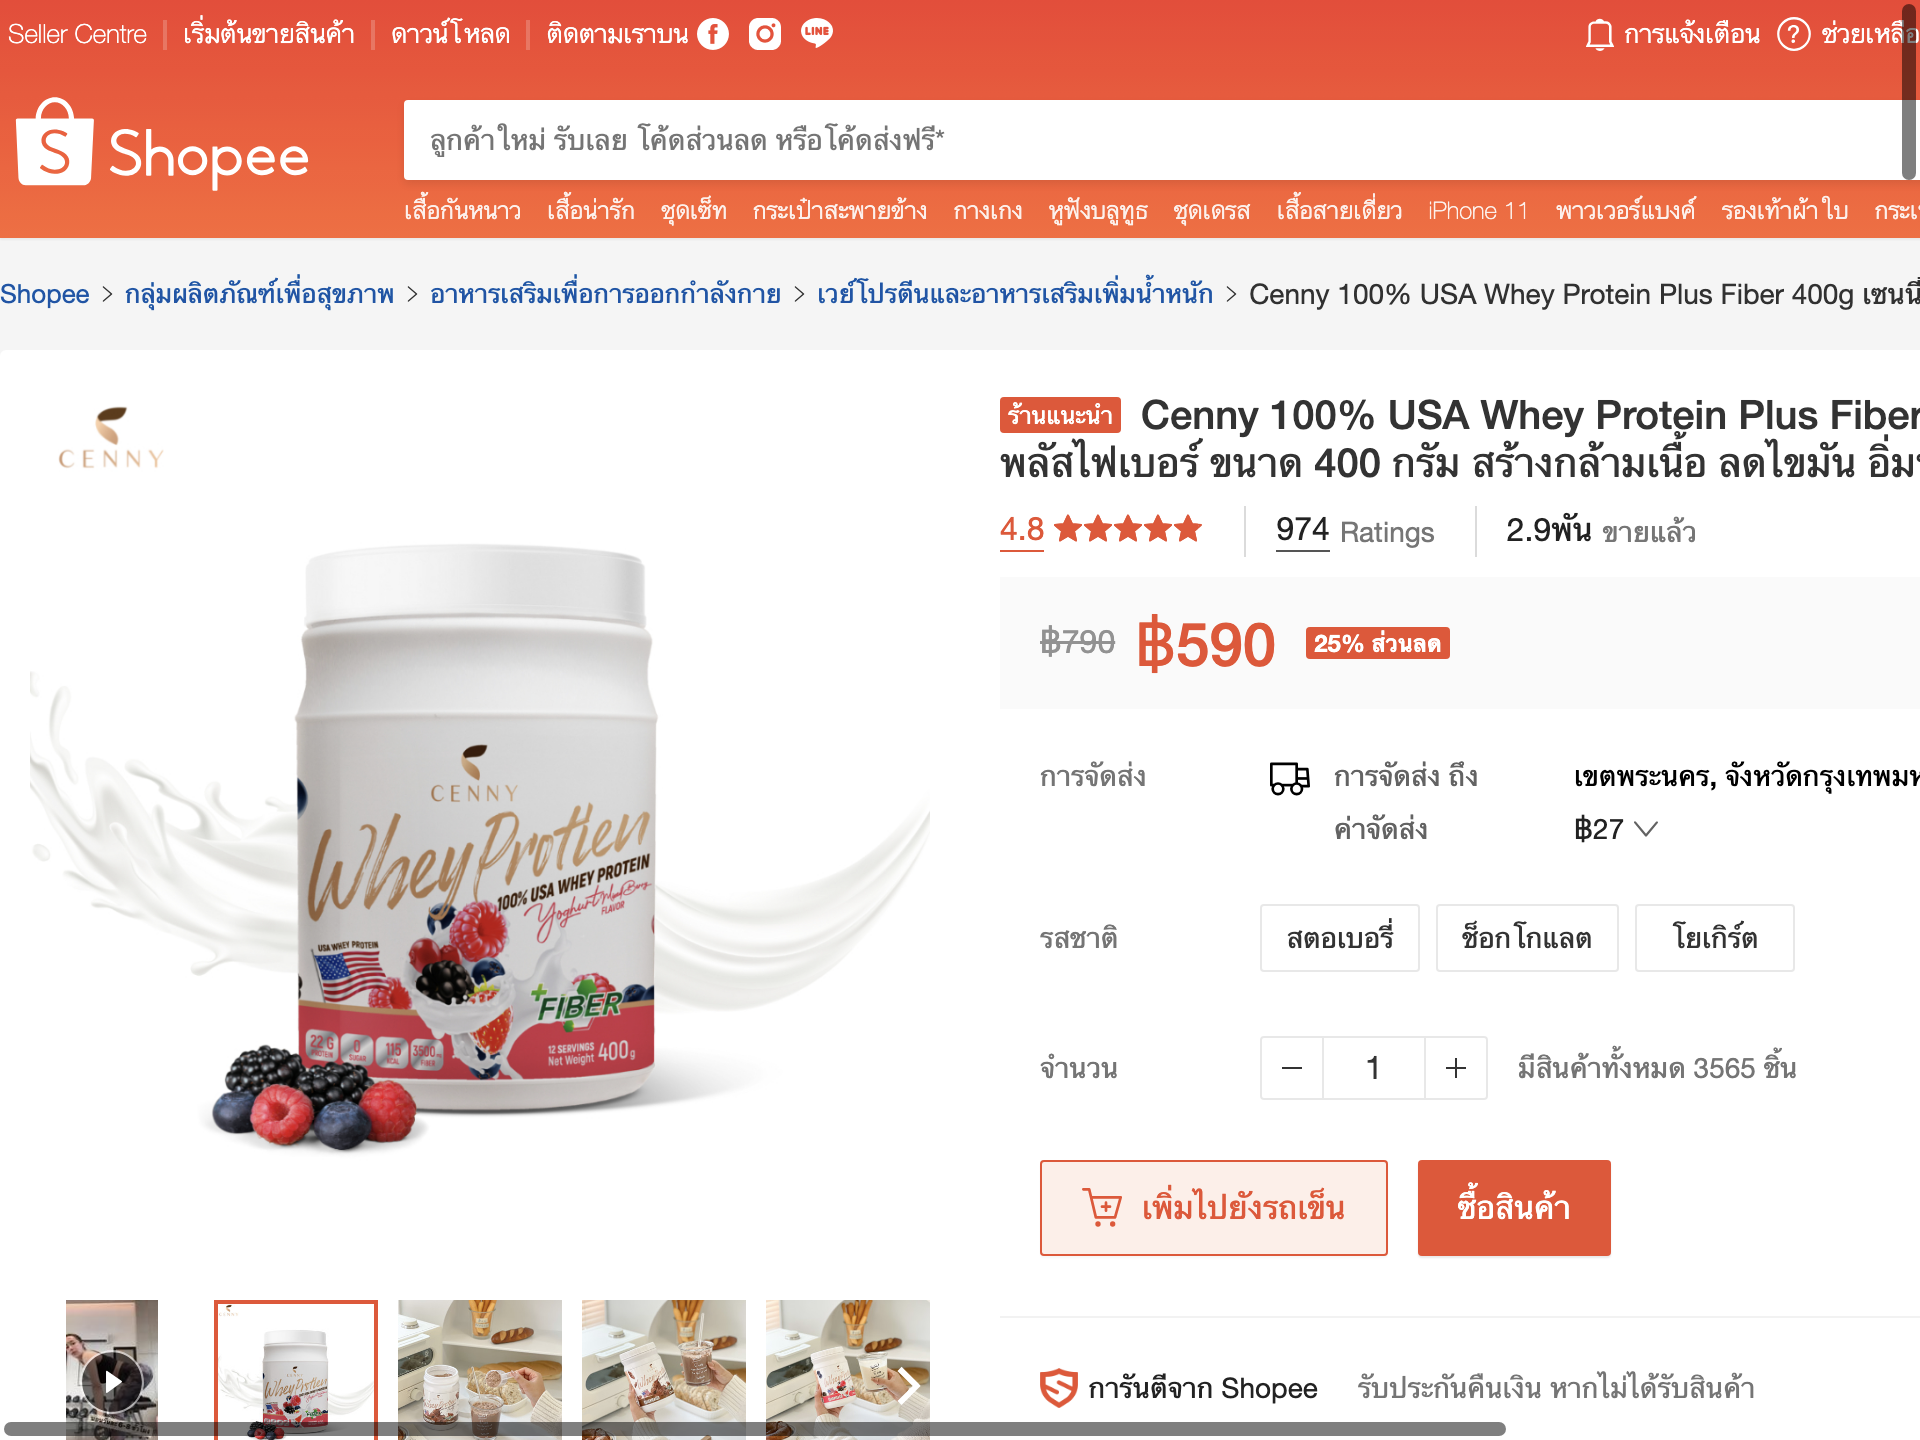 Seller Centre
เริ่มต้นขายสินค้า
ดาวน์โหลด
ติดตามเราบน
LINE
การแจ้งเตือน
ช่วยเหลือ
S Shopee
ลูกค้าใหม่ รับเลย โค้ดส่วนลด หรือโค้ดส่งฟรี*
เสื้อกันหนาว เสื้อน่ารัก ชุดเซ็ท กระเป๋าสะพายข้าง กางเกง หูฟังบลูทูธ ชุดเดรส เสื้อสายเดี่ยว iPhone 11 พาวเวอร์แบงค์ รองเท้าผ้าใบ
Shopee > กลุ่มผลิตภัณฑ์เพื่อสุขภาพ > อาหารเสริมเพื่อการออกกำลังกาย > เวย์โปรตีนและอาหารเสริมเพิ่มน้ำหนัก > Cenny 100% USA Whey Protein Plus Fiber 400g เซนนี่
CENNY
ร้านแนะนำ Cenny 100% USA Whey Protein Plus Fiber
พลัสไฟเบอร์ ขนาด 400 กรัม สร้างกล้ามเนื้อ ลดไขมัน
4.8
974 Ratings
2.9พัน ขายแล้ว
฿790 ฿590 25% ส่วนลด
CENNY
Whey Protien
100% USA WHEY PROTEIN
Yoghurt Mixed Berry
FLAVOR
USA WHEY PROTEIN
+FIBER
22 G PROTEIN
0 SUGAR
115 KCAL
3500 FIBER
12 SERVINGS
Net Weight 400g
การจัดส่ง
การจัดส่ง ถึง
เขตพระนคร, จังหวัดกรุงเทพมห
ค่าจัดส่ง
฿27
รสชาติ
สตอเบอรี่
ช็อกโกแลต
โยเกิร์ต
จำนวน
1
มีสินค้าทั้งหมด 3565 ชิ้น
เพิ่มไปยังรถเข็น
ซื้อสินค้า
การันตีจาก Shopee
รับประกันคืนเงิน หากไม่ได้รับสินค้า